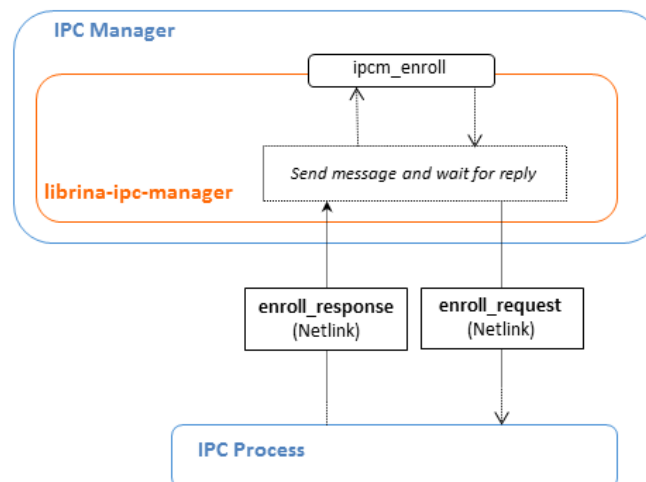 IPC Manager
ipcm_enroll
Send message and wait for reply
librina-ipc-manager
enroll_response
(Netlink)
enroll_request
(Netlink)
IPC Process